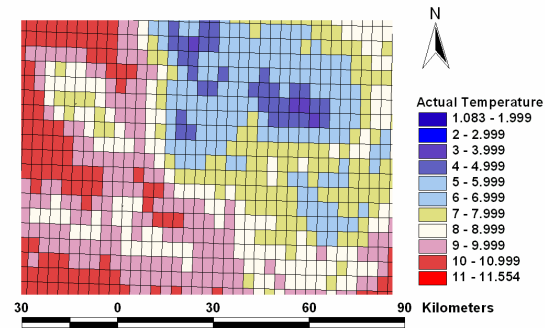 N
Actual Temperature
1.083 - 1.999
2 - 2.999
3 - 3.999
4 - 4.999
5 - 5.999
6 - 6.999
7 - 7.999
8 - 8.999
9 - 9.999
10 - 10.999
11 - 11.554
30 0 30 60 90 Kilometers